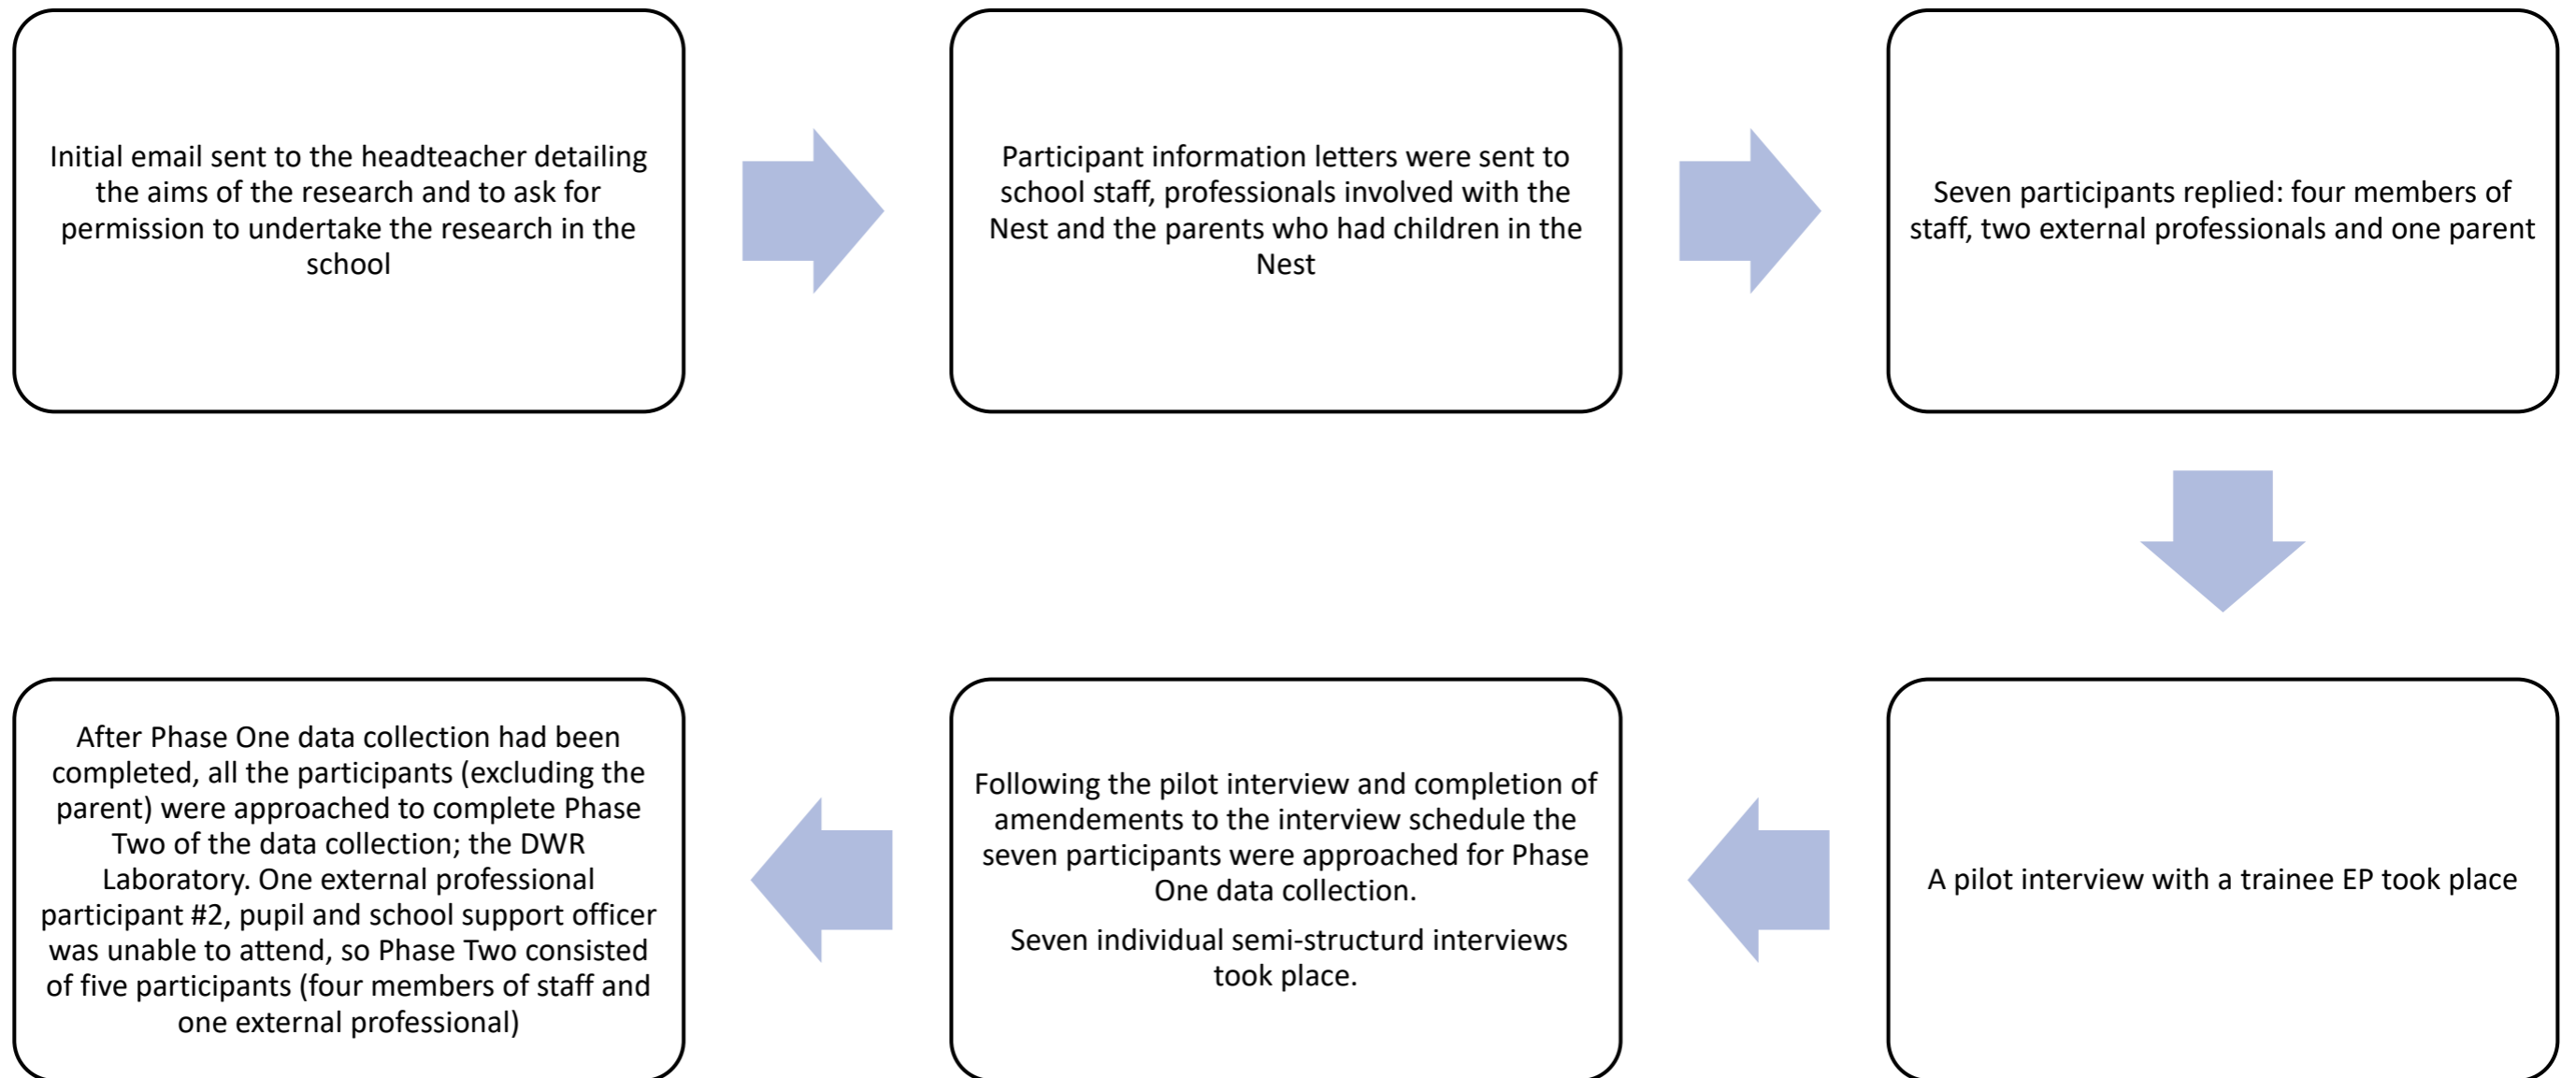 Initial email sent to the headteacher detailing
the aims of the research and to ask for
permission to undertake the research in the
school
Participant information letters were sent to
school staff, professionals involved with the
Nest and the parents who had children in the
Nest
Seven participants replied: four members of
staff, two external professionals and one parent
A pilot interview with a trainee EP took place
Following the pilot interview and completion of
amendements to the interview schedule the
seven participants were approached for Phase
One data collection.
Seven individual semi-structurd interviews
took place.
After Phase One data collection had been
completed, all the participants (excluding the
parent) were approached to complete Phase
Two of the data collection; the DWR
Laboratory. One external professional
participant #2, pupil and school support officer
was unable to attend, so Phase Two consisted
of five participants (four members of staff and
one external professional)